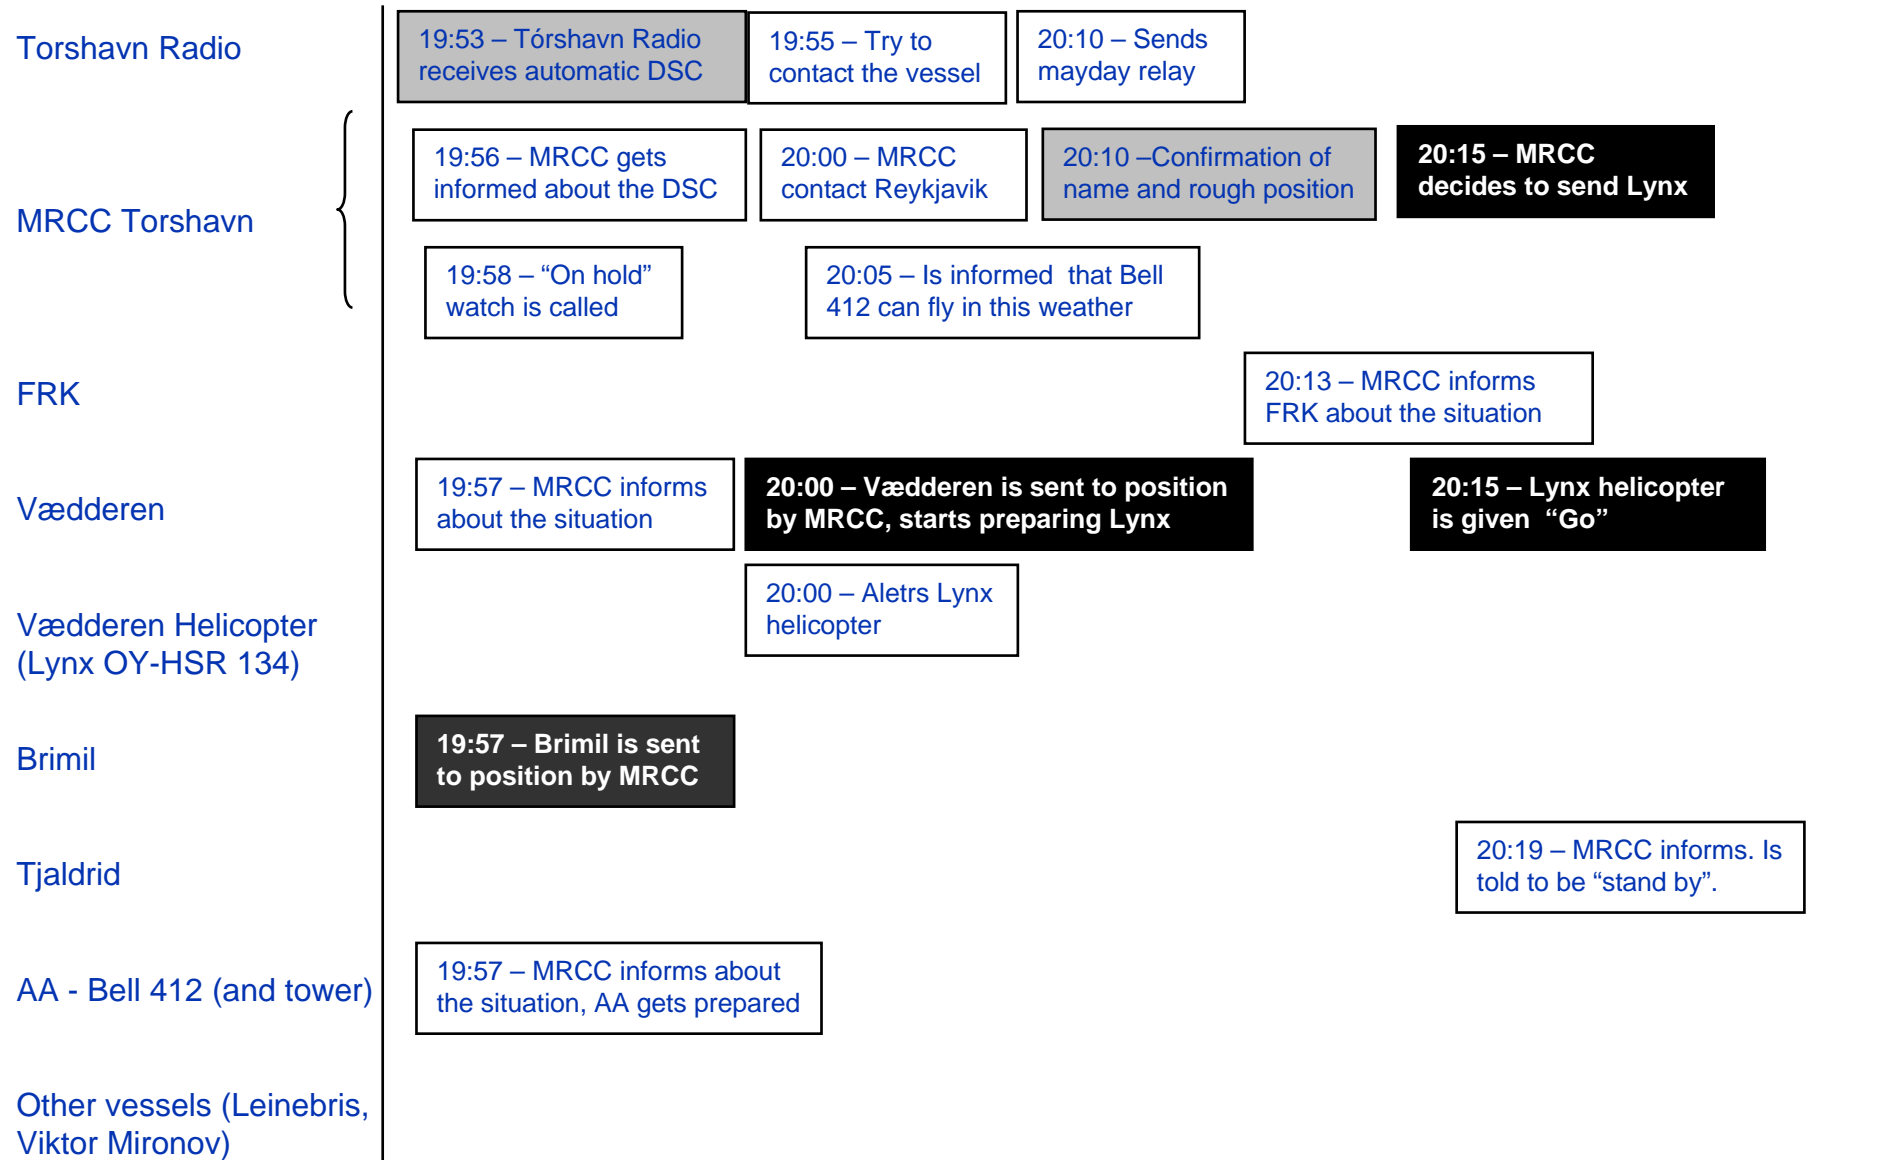 Torshavn Radio
19:53 – Tórshavn Radio
receives automatic DSC
19:55 – Try to
contact the vessel
20:10 – Sends
mayday relay
MRCC Torshavn
19:56 – MRCC gets
informed about the DSC
20:00 – MRCC
contact Reykjavik
20:10 –Confirmation of
name and rough position
20:15 – MRCC
decides to send Lynx
19:58 – “On hold”
watch is called
20:05 – Is informed  that Bell
412 can fly in this weather
FRK
20:13 – MRCC informs
FRK about the situation
Vædderen
19:57 – MRCC informs
about the situation
20:00 – Vædderen is sent to position
by MRCC, starts preparing Lynx
20:15 – Lynx helicopter
is given  “Go”
Vædderen Helicopter
(Lynx OY-HSR 134)
20:00 – Aletrs Lynx
helicopter
Brimil
19:57 – Brimil is sent
to position by MRCC
Tjaldrid
20:19 – MRCC informs. Is
told to be “stand by”.
AA - Bell 412 (and tower)
19:57 – MRCC informs about
the situation, AA gets prepared
Other vessels (Leinebris,
Viktor Mironov)